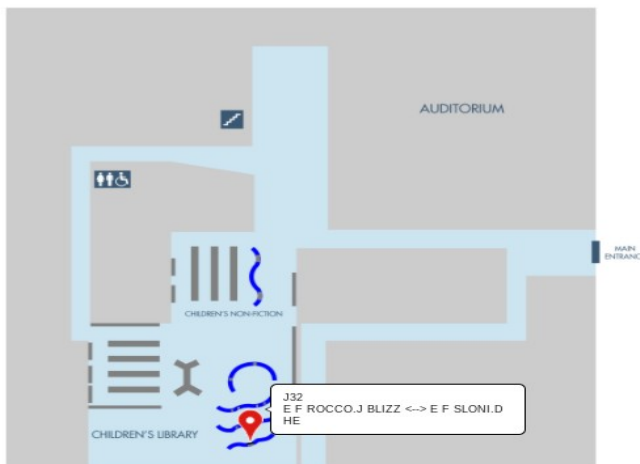 AUDITORIUM
MAIN
ENTRANC
CHILDREN'S NON-FICTION
J32
E F ROCCO.J BLIZZ <--> E F SLONI.D
HE
CHILDREN'S LIBRARY